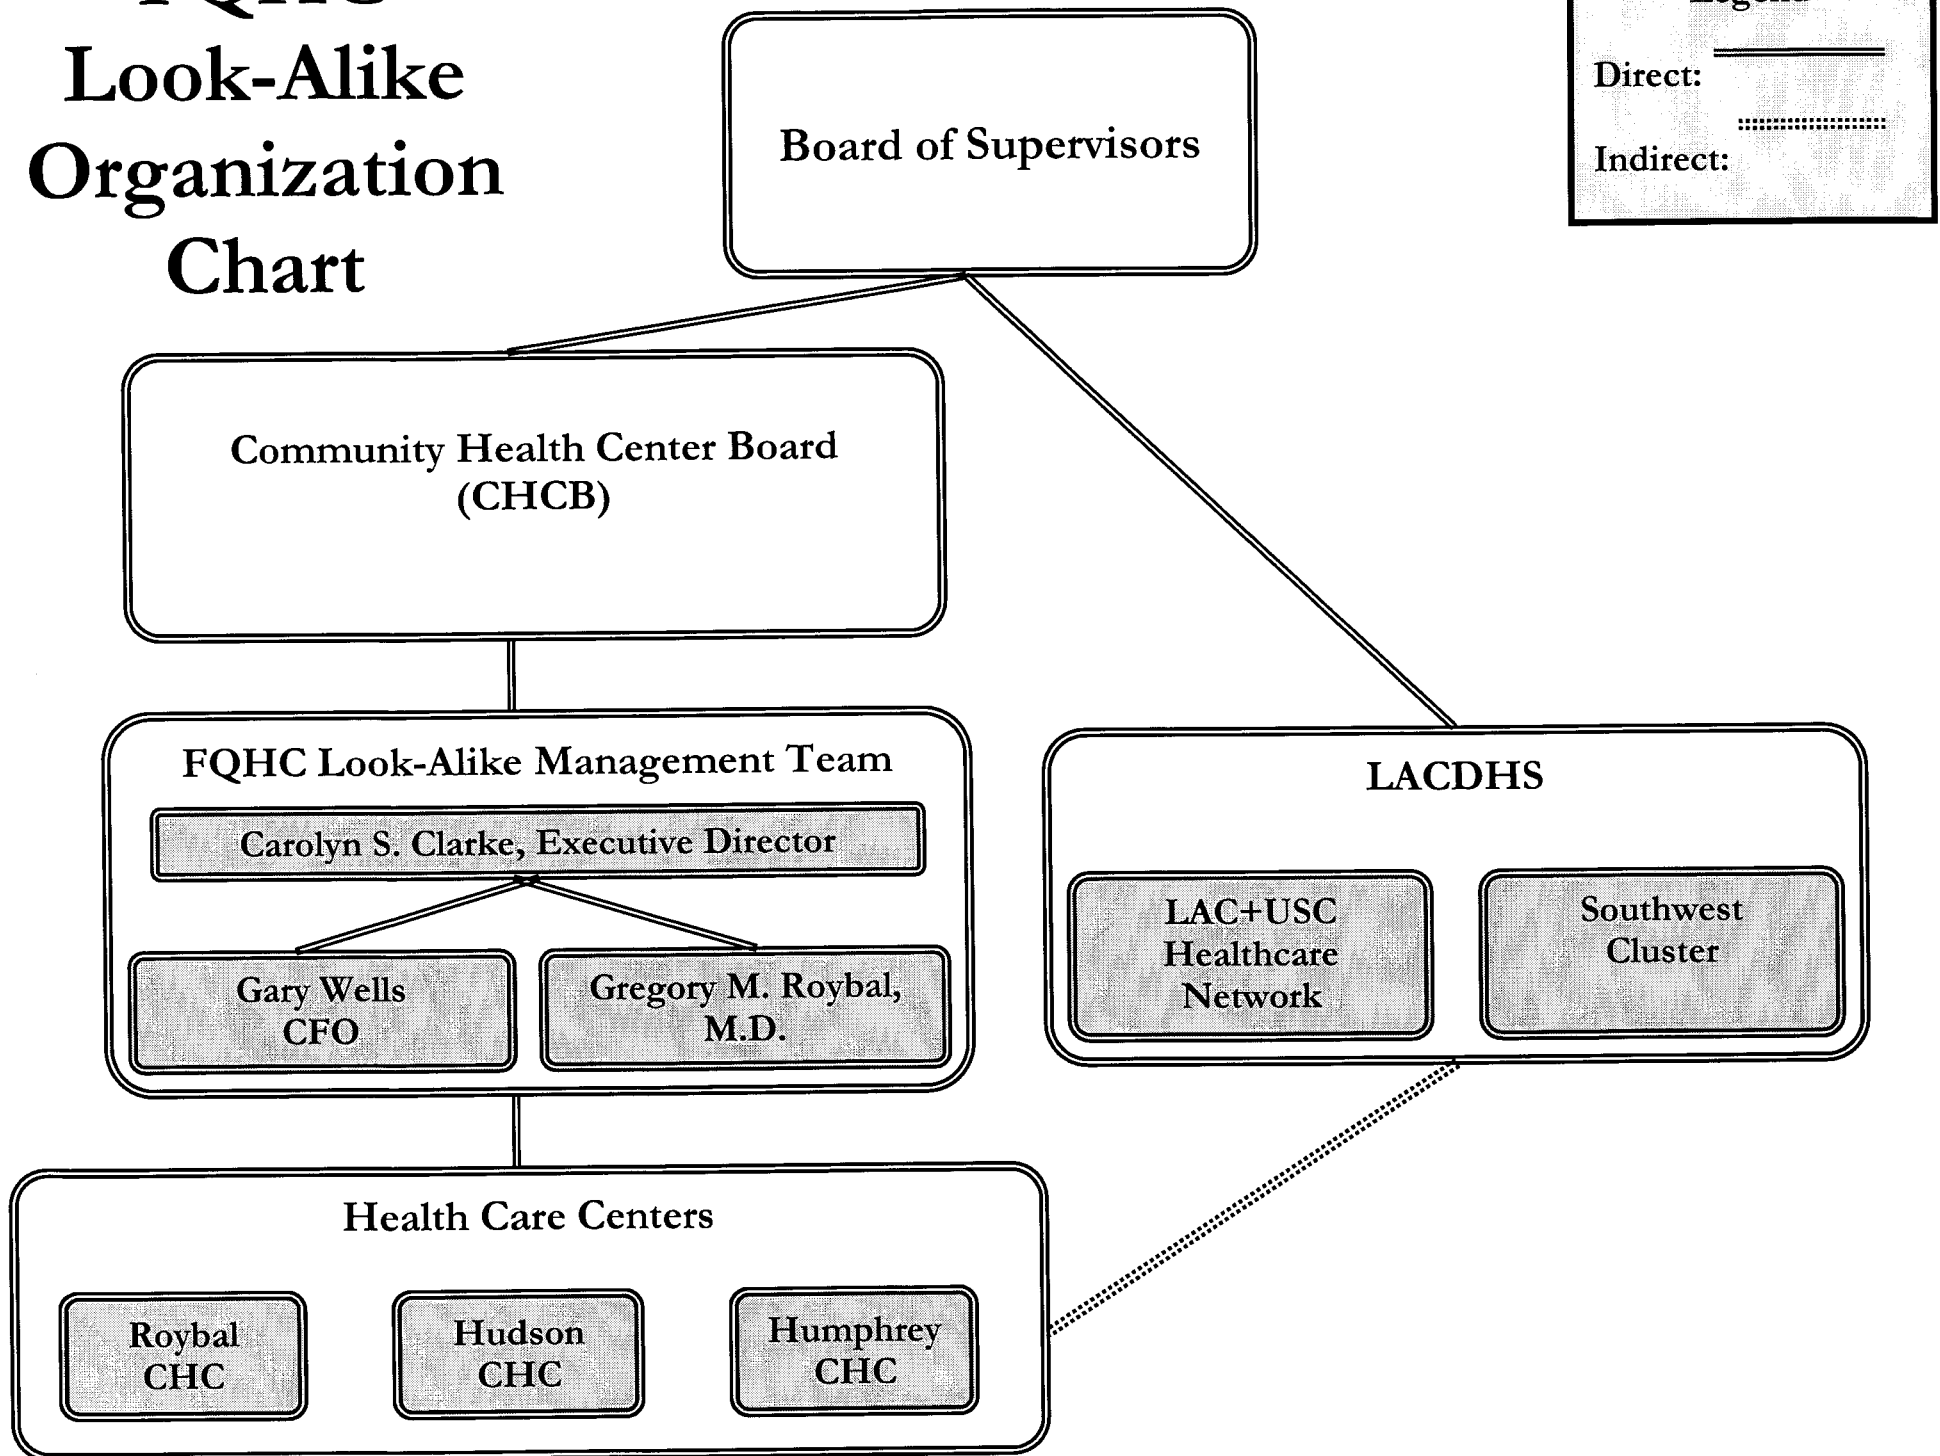 FQHC
Look-Alike
Organization
Chart
Legend
Direct:
Indirect:
Board of Supervisors
Community Health Center Board
(CHCB)
FQHC Look-Alike Management Team
Carolyn S. Clarke, Executive Director
Gary Wells
CFO
Gregory M. Roybal,
M.D.
LACDHS
LAC+USC
Healthcare
Network
Southwest
Cluster
Health Care Centers
Roybal
CHC
Hudson
CHC
Humphrey
CHC